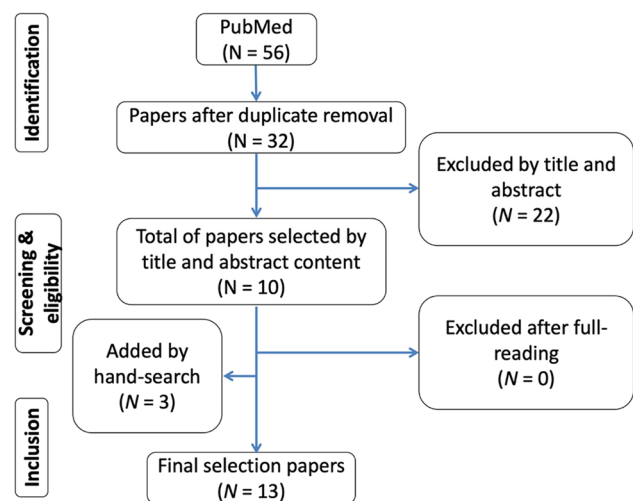 Identification
PubMed
(N = 56)
Papers after duplicate removal
(N = 32)
Excluded by title and
abstract
(N = 22)
Screening &
eligibility
Total of papers selected by
title and abstract content
(N = 10)
Added by
hand-search
(N = 3)
Excluded after full-
reading
(N = 0)
Inclusion
Final selection papers
(N = 13)